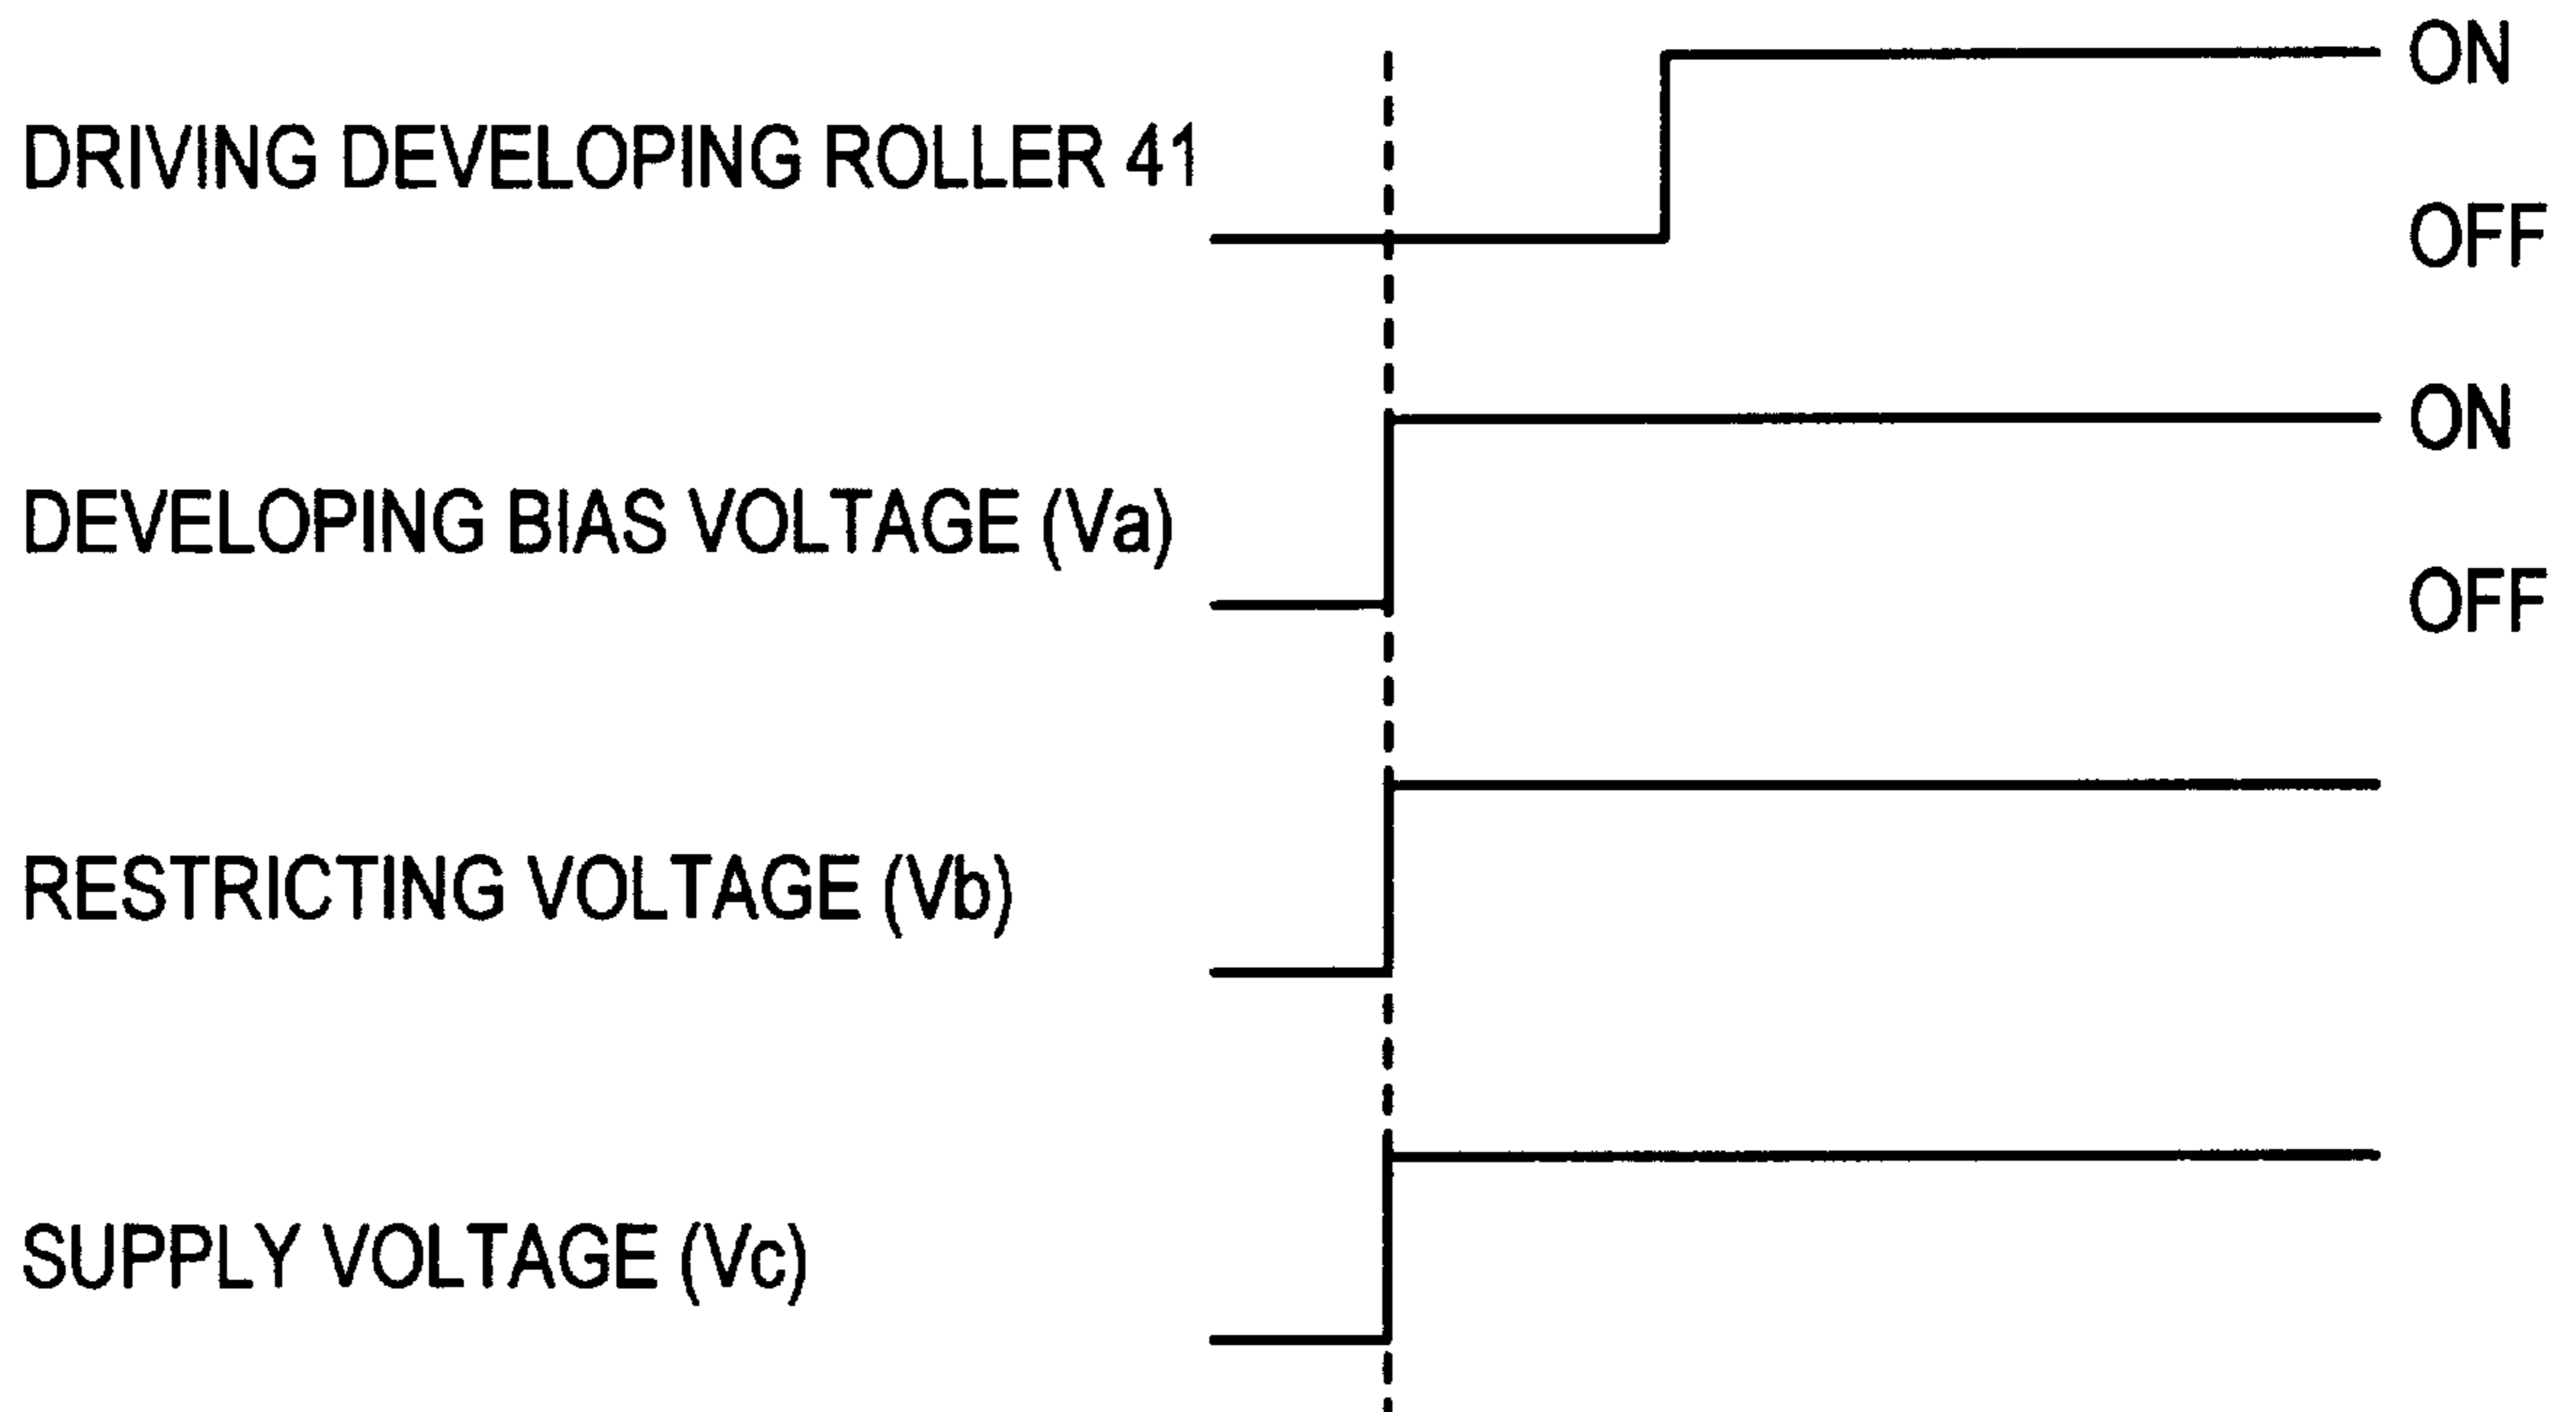 ON
DRIVING DEVELOPING ROLLER 41
OFF
ON
DEVELOPING BIAS VOLTAGE (Va)
OFF
RESTRICTING VOLTAGE (Vb)
SUPPLY VOLTAGE (Vc)